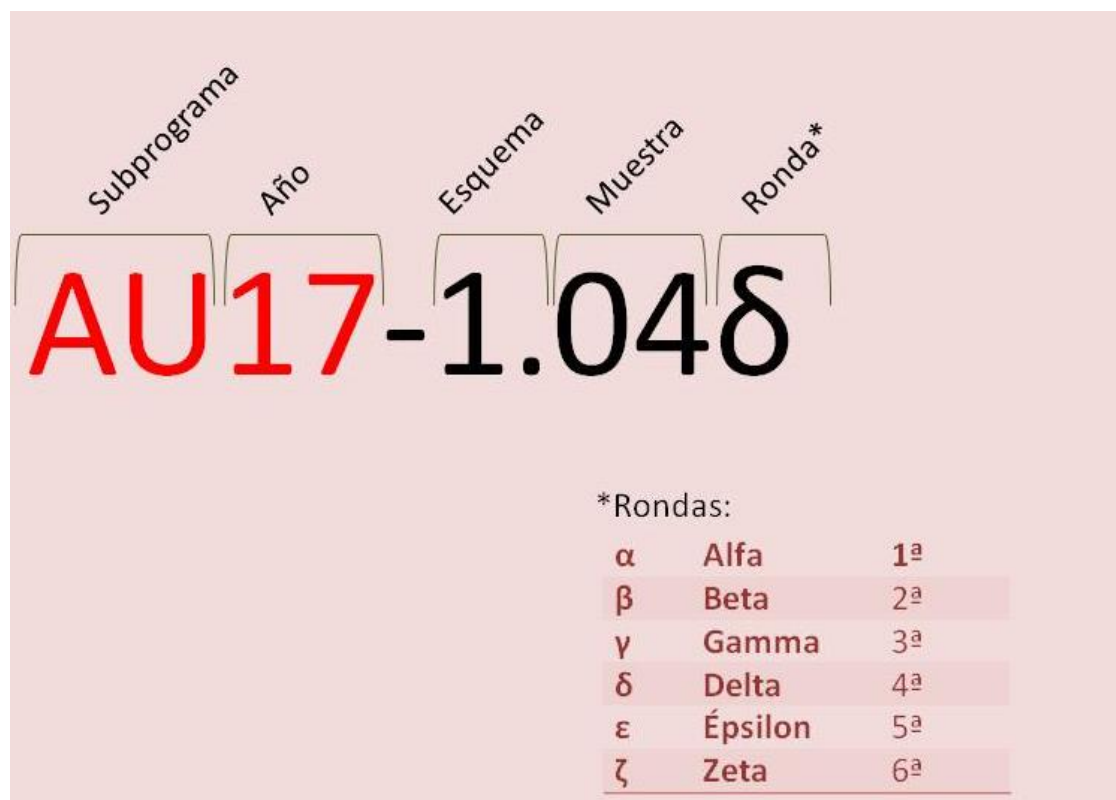 Subprograma Año Esquema Muestra Ronda*
AU17-1.04δ
*Rondas:
α Alfa 1ª
β Beta 2ª
γ Gamma 3ª
δ Delta 4ª
ε Épsilon 5ª
ζ Zeta 6ª